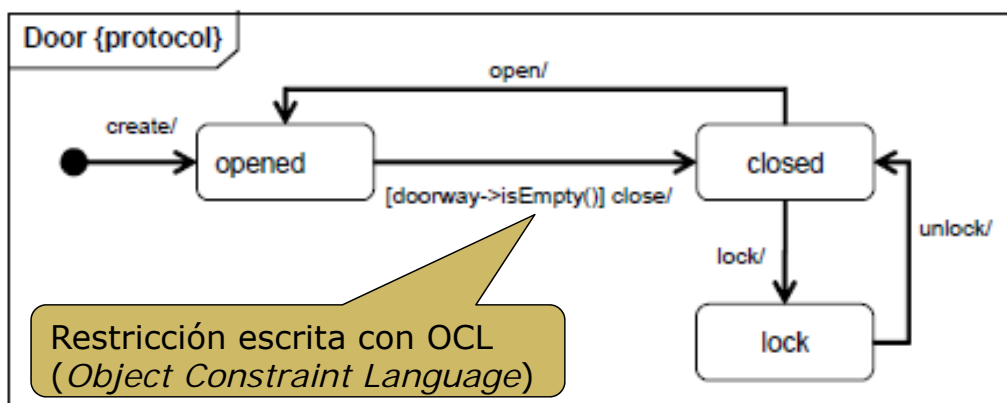 Door {protocol}
open/
create/
opened
closed
[doorway->isEmpty()] close/
unlock/
lock/
lock
Restricción escrita con OCL
(Object Constraint Language)